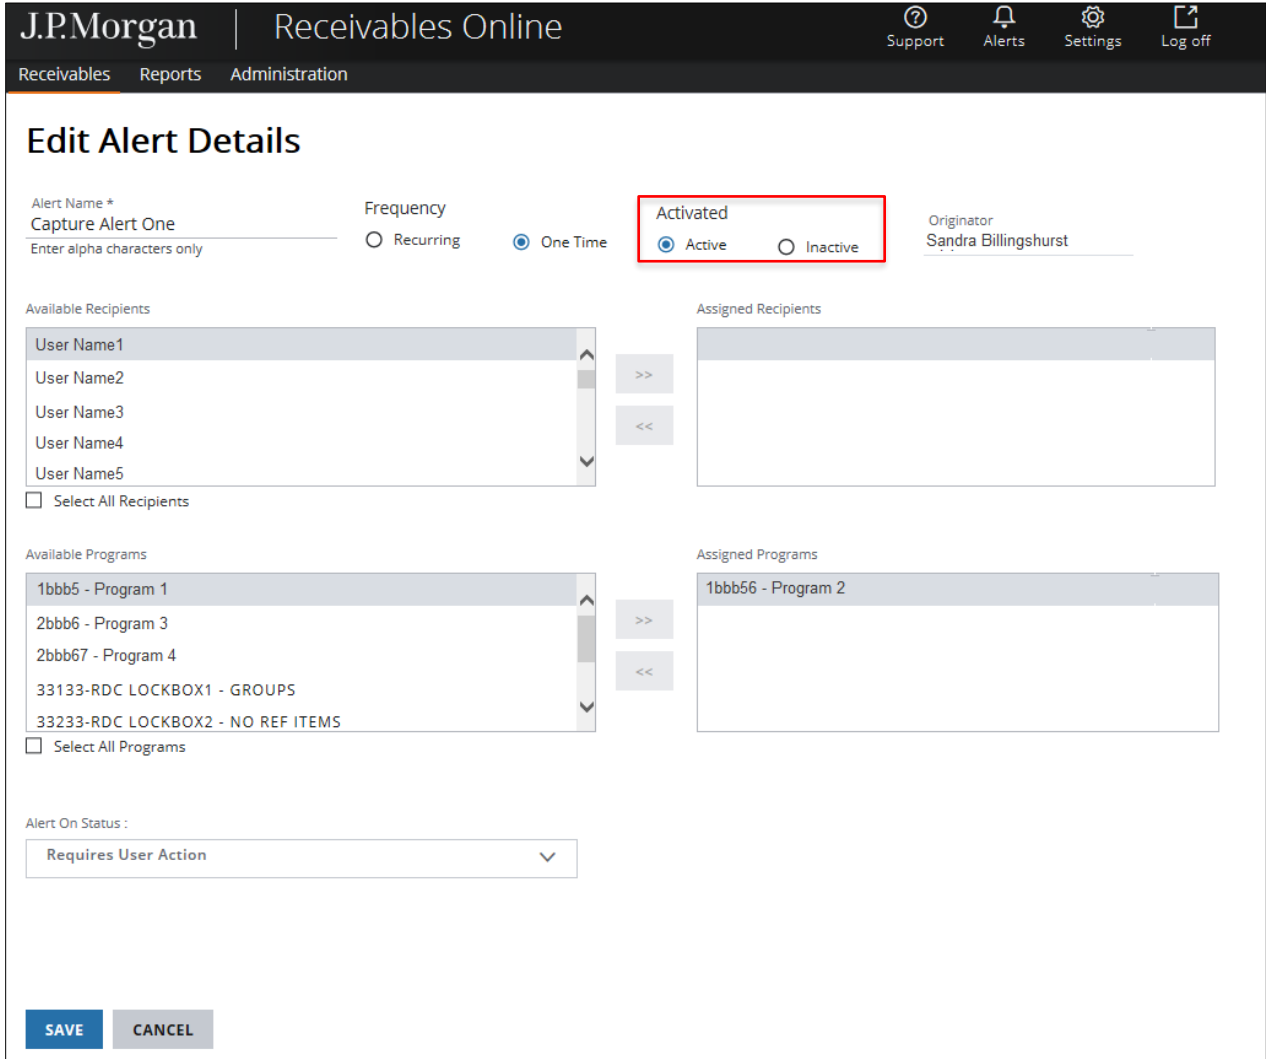 J.P.Morgan | Receivables Online
Support Alerts Settings Log off
Receivables Reports Administration
Edit Alert Details
Alert Name *
Capture Alert One
Enter alpha characters only
Frequency
Recurring One Time
Activated
Active Inactive
Originator
Sandra Billingshurst
Available Recipients
User Name1
User Name2
User Name3
User Name4
User Name5
Select All Recipients
>>
<<
Assigned Recipients
Available Programs
1bbb5 - Program 1
2bbb6 - Program 3
2bbb67 - Program 4
33133-RDC LOCKBOX1 - GROUPS
33233-RDC LOCKBOX2 - NO REF ITEMS
Select All Programs
>>
<<
Assigned Programs
1bbb56 - Program 2
Alert On Status :
Requires User Action
SAVE CANCEL